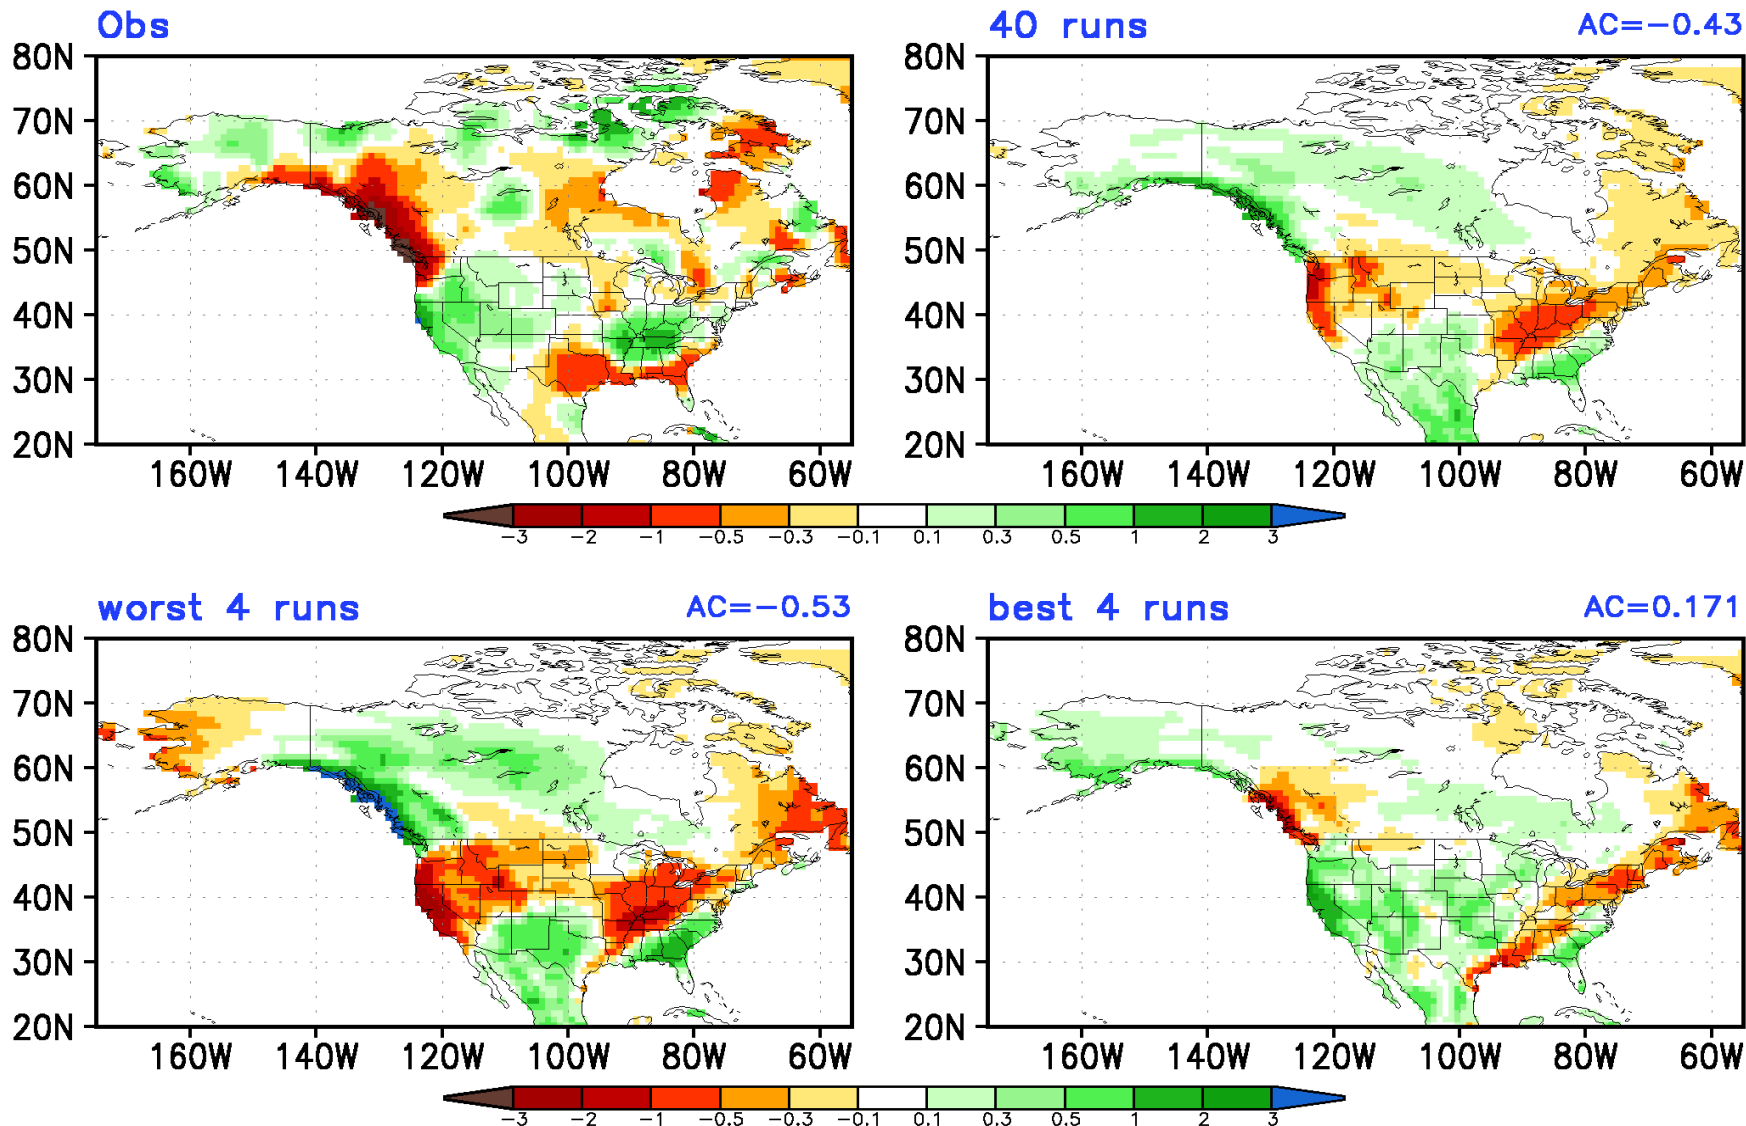 Obs
40 runs AC=-0.43
80N 80N
70N 70N
60N 60N
50N 50N
40N 40N
30N 30N
20N 20N
160W 140W 120W 100W 80W 60W 160W 140W 120W 100W 80W 60W
-3 -2 -1 -0.5 -0.3 -0.1 0.1 0.3 0.5 1 2 3
worst 4 runs AC=-0.53
best 4 runs AC=0.171
80N 80N
70N 70N
60N 60N
50N 50N
40N 40N
30N 30N
20N 20N
160W 140W 120W 100W 80W 60W 160W 140W 120W 100W 80W 60W
-3 -2 -1 -0.5 -0.3 -0.1 0.1 0.3 0.5 1 2 3